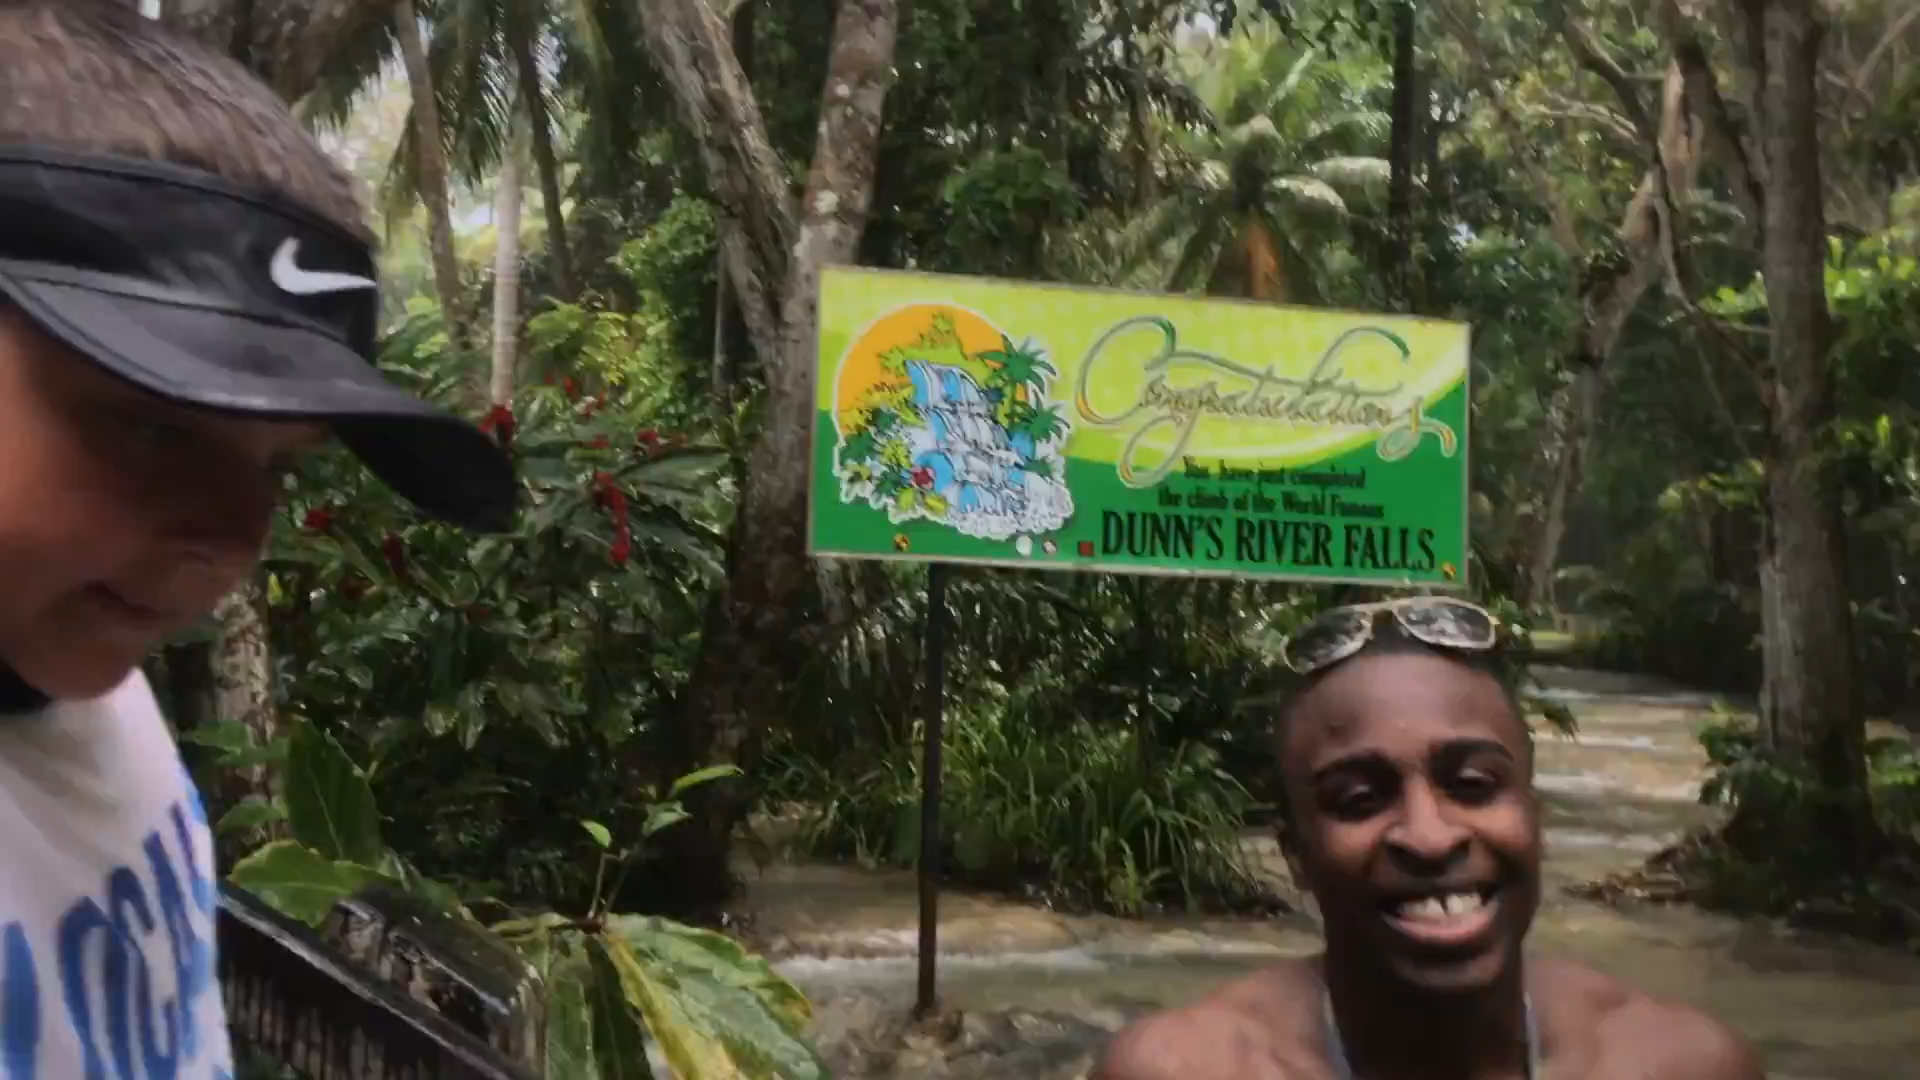 Congratulations
You have just completed
the climb of the World Famous
DUNN'S RIVER FALLS